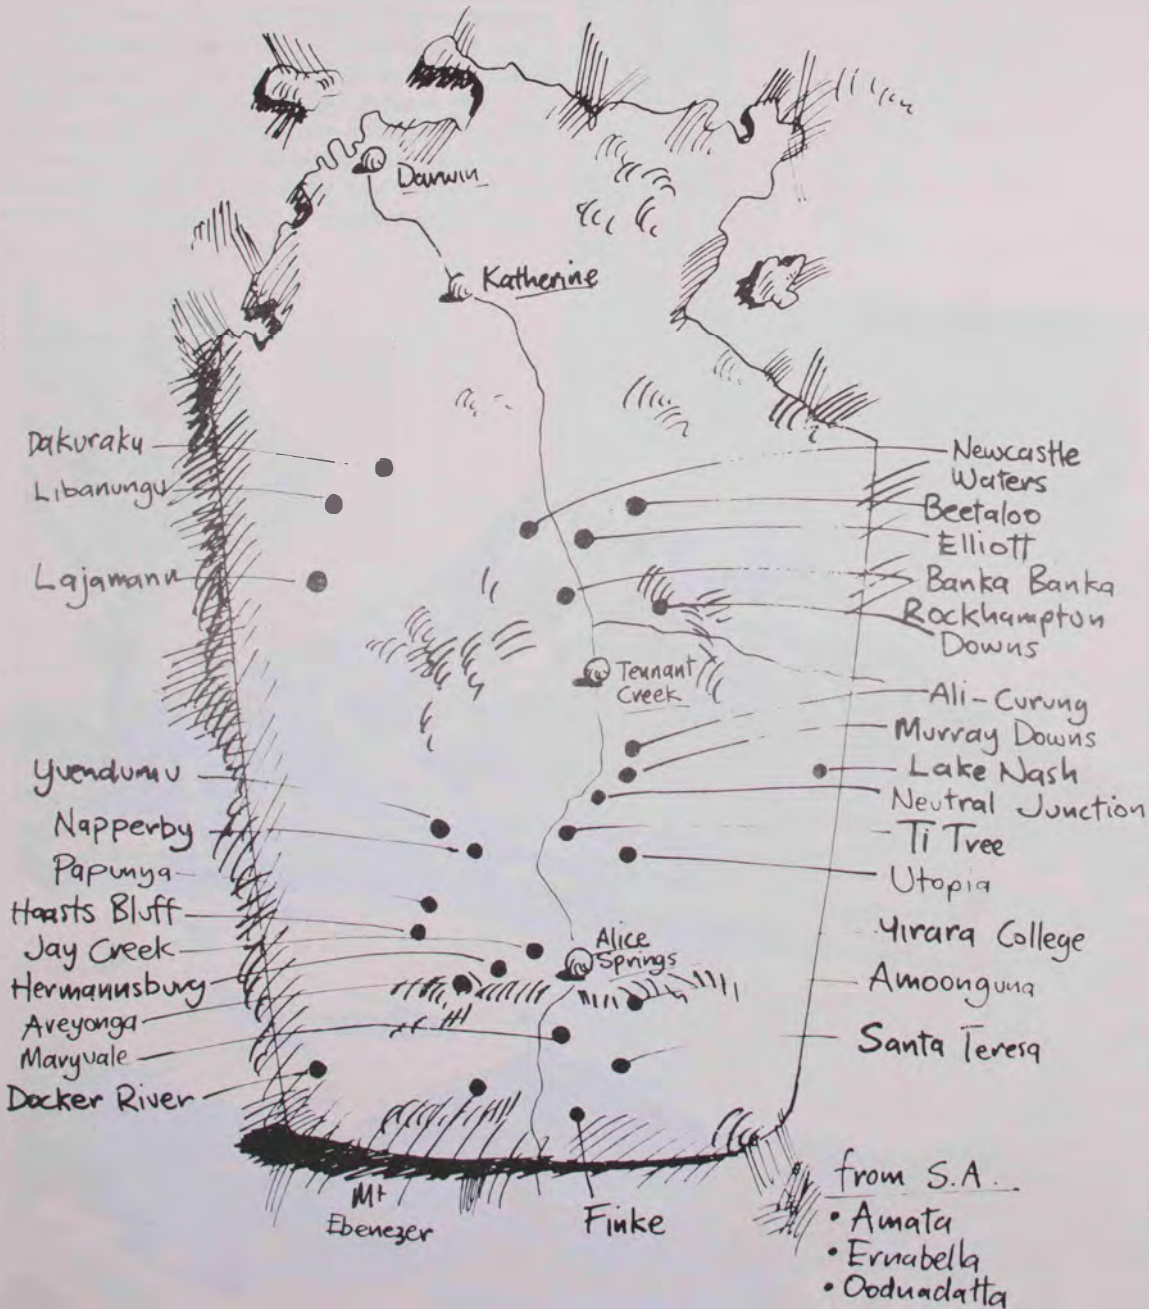 Darwin
Katherine
Dakuraku
Libanungu
Lajamanu
Newcastle
Waters
Beetaloo
Elliott
Banka Banka
Rockhampton
Downs
Tennant
Creek
Ali-Curung
Murray Downs
Lake Nash
Neutral Junction
Ti Tree
Utopia
Yuendumu
Napperby
Papunya
Haasts Bluff
Jay Creek
Hermannsburg
Areyonga
Maryvale
Docker River
Alice
Springs
Yirara College
Amoonguna
Santa Teresa
Mt
Ebenezer
Finke
from S.A.
• Amata
• Ernabella
• Oodnadatta